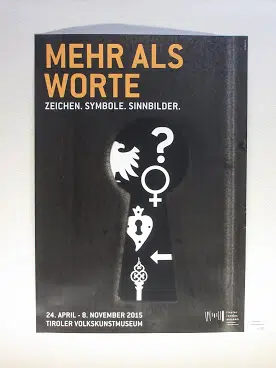 MEHR ALS
WORTE
ZEICHEN. SYMBOLE. SINNBILDER.
?
24. APRIL - 8. NOVEMBER 2015
TIROLER VOLKSKUNSTMUSEUM